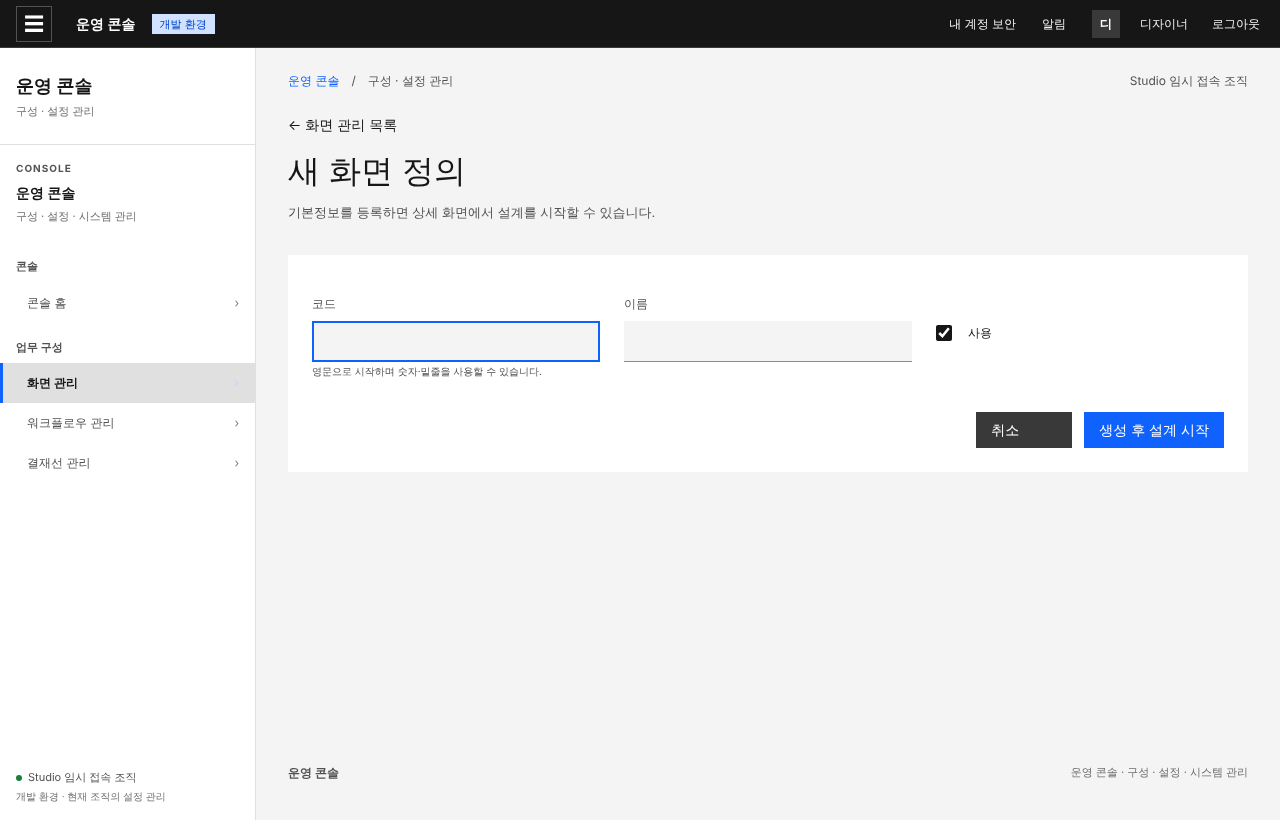 운영 콘솔 개발 환경 내 계정 보안 알림 디 디자이너 로그아웃
운영 콘솔
구성 · 설정 관리
CONSOLE
운영 콘솔
구성 · 설정 · 시스템 관리
콘솔
콘솔 홈 ›
업무 구성
화면 관리
워크플로우 관리 ›
결재선 관리 ›
Studio 임시 접속 조직
개발 환경 · 현재 조직의 설정 관리
운영 콘솔 / 구성 · 설정 관리 Studio 임시 접속 조직
← 화면 관리 목록
새 화면 정의
기본정보를 등록하면 상세 화면에서 설계를 시작할 수 있습니다.
코드 이름
사용
영문으로 시작하며 숫자·밑줄을 사용할 수 있습니다.
취소 생성 후 설계 시작
운영 콘솔 운영 콘솔 · 구성 · 설정 · 시스템 관리